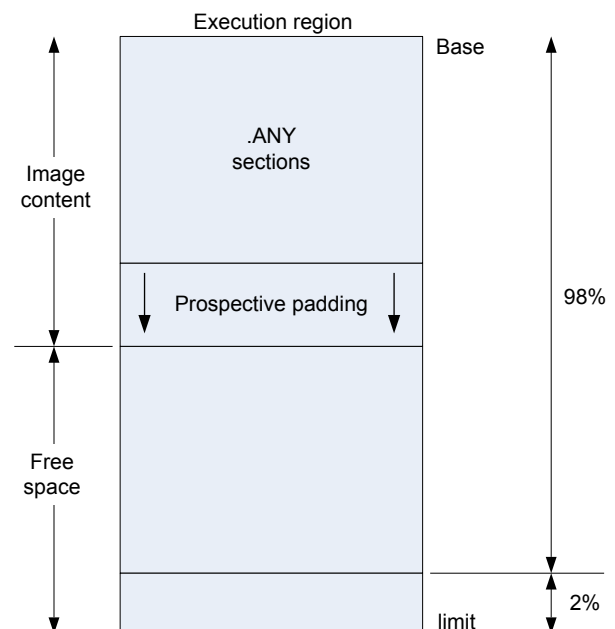 Execution region
Base
.ANY
sections
Image
content
Prospective padding
98%
Free
space
2%
limit